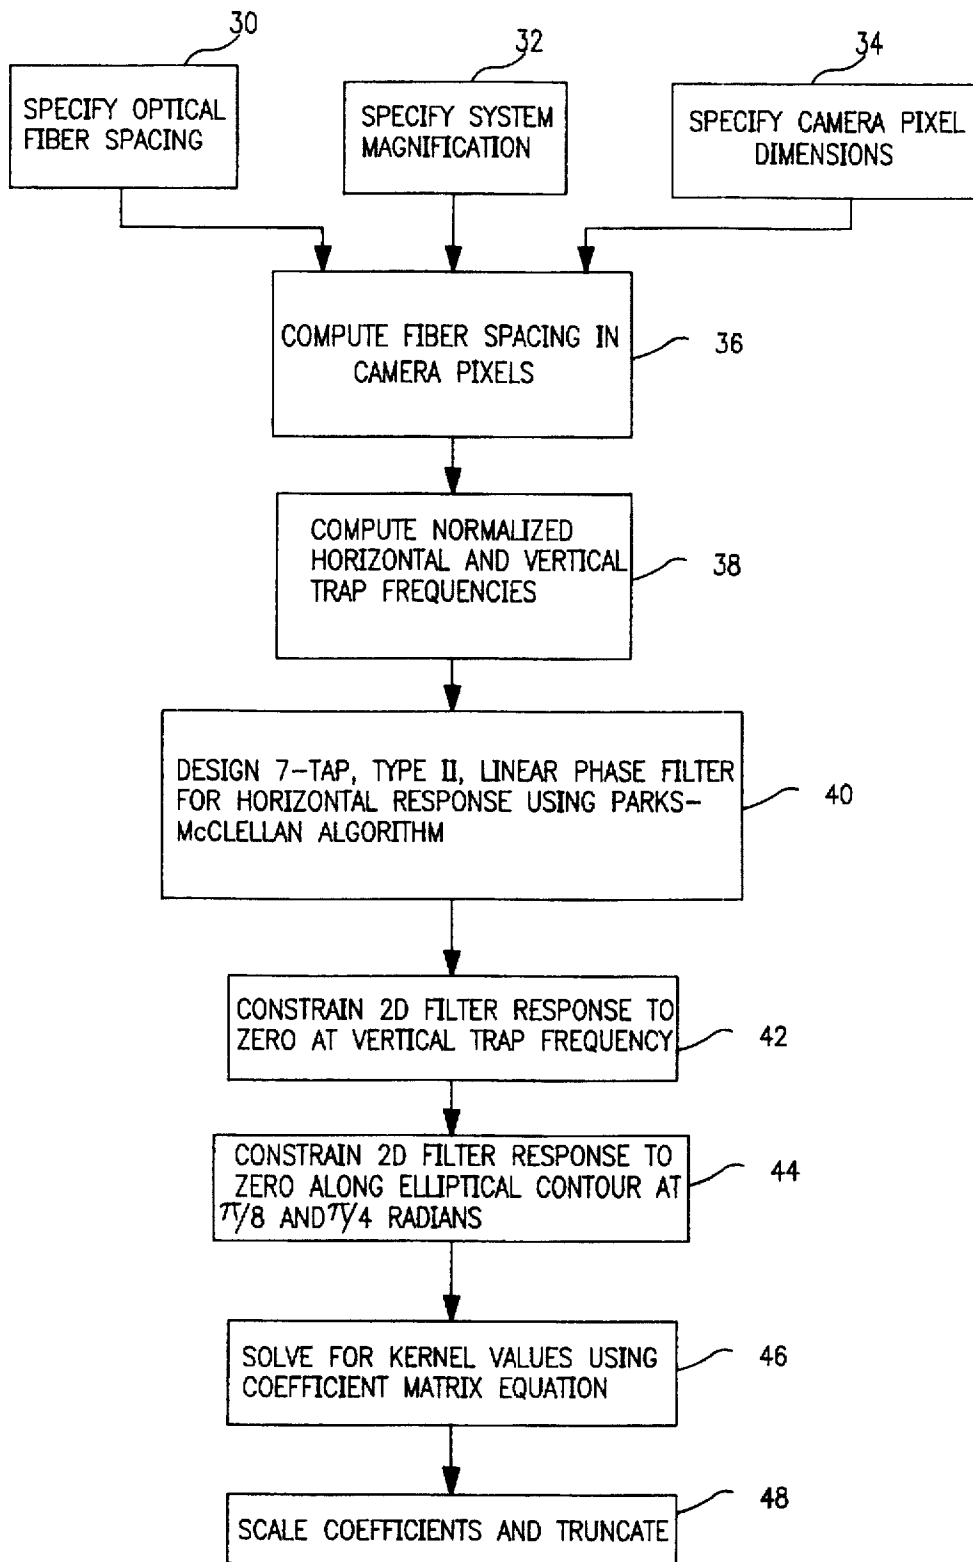 30
32
34
SPECIFY OPTICAL
FIBER SPACING
SPECIFY SYSTEM
MAGNIFICATION
SPECIFY CAMERA PIXEL
DIMENSIONS
COMPUTE FIBER SPACING IN
CAMERA PIXELS
36
COMPUTE NORMALIZED
HORIZONTAL AND VERTICAL
TRAP FREQUENCIES
38
DESIGN 7-TAP, TYPE II, LINEAR PHASE FILTER
FOR HORIZONTAL RESPONSE USING PARKS-
McCLELLAN ALGORITHM
40
CONSTRAIN 2D FILTER RESPONSE TO
ZERO AT VERTICAL TRAP FREQUENCY
42
CONSTRAIN 2D FILTER RESPONSE TO
ZERO ALONG ELLIPTICAL CONTOUR AT
π/8 AND π/4 RADIANS
44
SOLVE FOR KERNEL VALUES USING
COEFFICIENT MATRIX EQUATION
46
SCALE COEFFICIENTS AND TRUNCATE
48